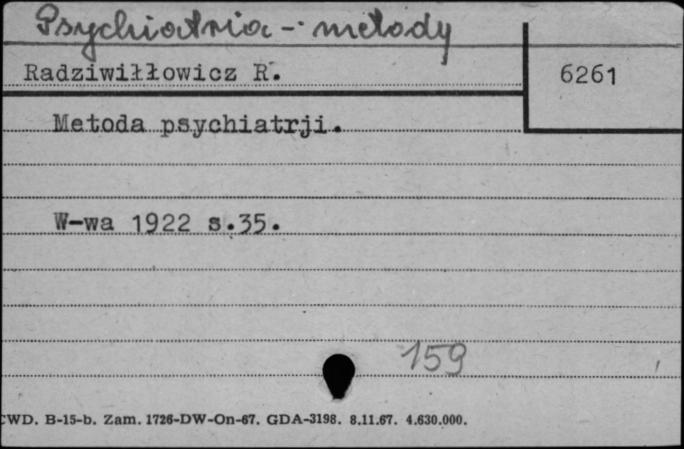 Psychiatria - metody
Radziwiłłowicz R.
6261
Metoda psychiatrji.
W-wa 1922 s.35.
159
CWD. B-15-b. Zam. 1726-DW-On-67. GDA-3198. 8.11.67. 4.630.000.